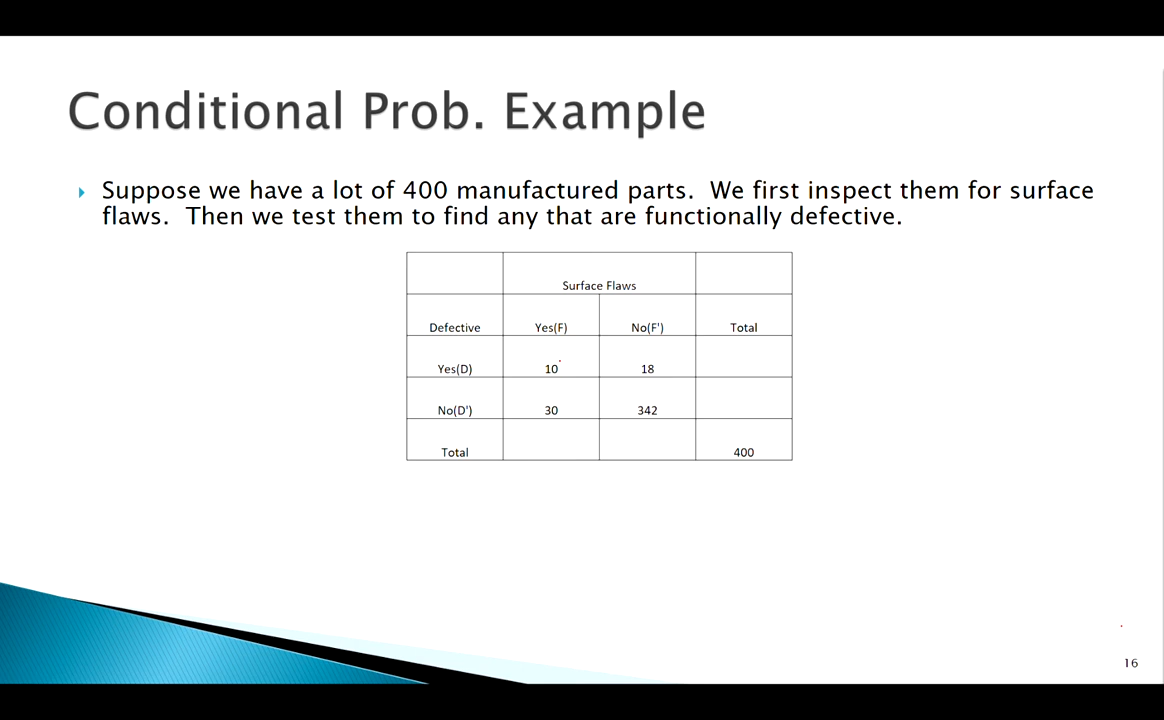 Conditional Prob. Example
Suppose we have a lot of 400 manufactured parts.  We first inspect them for surface
flaws.  Then we test them to find any that are functionally defective.
Surface Flaws
Defective Yes(F) No(F') Total
Yes(D) 10 18
No(D') 30 342
Total 400
16